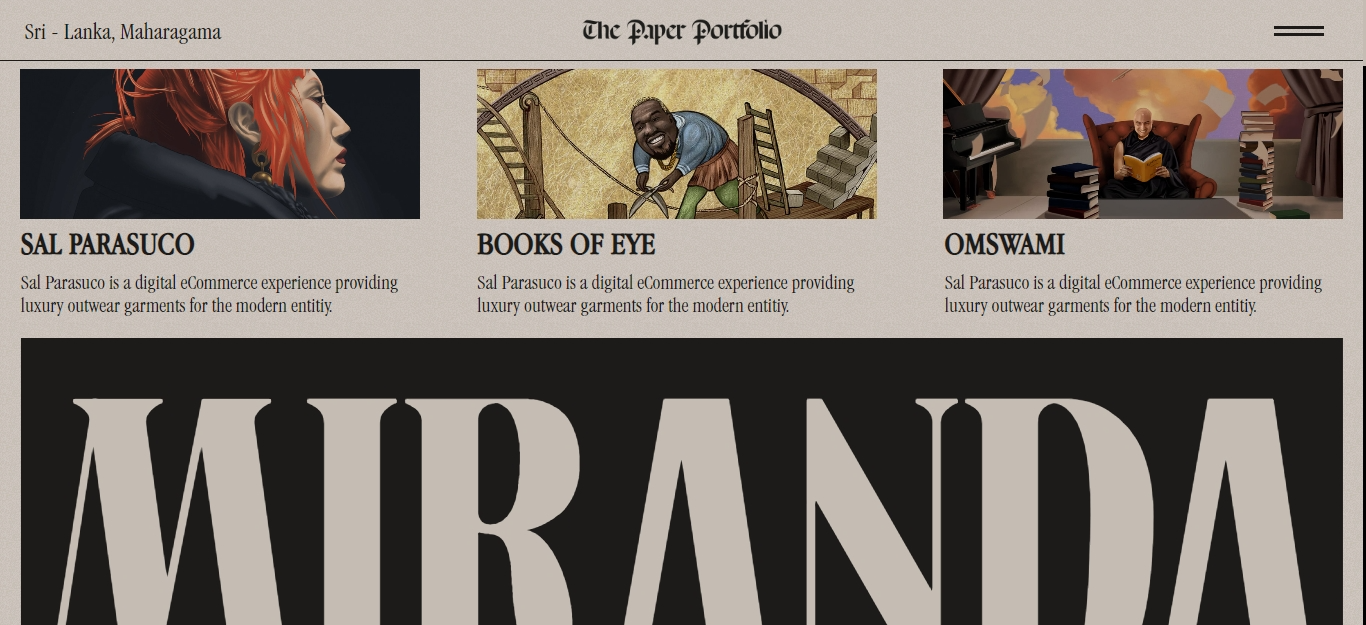 Sri - Lanka, Maharagama
The Paper Portfolio
SAL PARASUCO
Sal Parasuco is a digital eCommerce experience providing
luxury outwear garments for the modern entitiy.
BOOKS OF EYE
Sal Parasuco is a digital eCommerce experience providing
luxury outwear garments for the modern entitiy.
OMSWAMI
Sal Parasuco is a digital eCommerce experience providing
luxury outwear garments for the modern entitiy.
MIRANDA